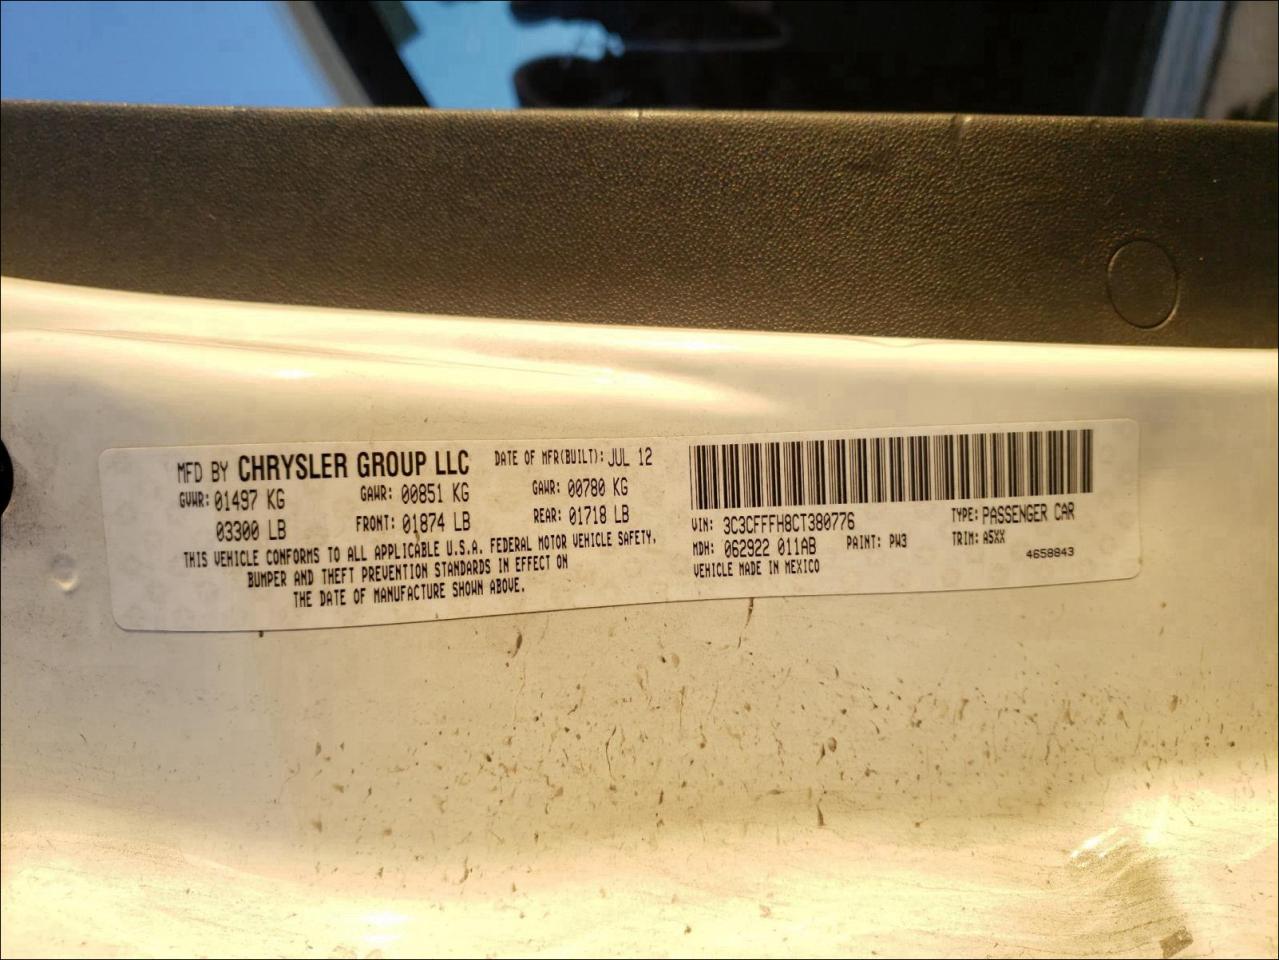 MFD BY CHRYSLER GROUP LLC DATE OF MFR(BUILT): JUL 12
GVWR: 01497 KG GAWR: 00851 KG GAWR: 00780 KG
03300 LB FRONT: 01874 LB REAR: 01718 LB
THIS VEHICLE CONFORMS TO ALL APPLICABLE U.S.A. FEDERAL MOTOR VEHICLE SAFETY,
BUMPER AND THEFT PREVENTION STANDARDS IN EFFECT ON
THE DATE OF MANUFACTURE SHOWN ABOVE.
VIN: 3C3CFFFH8CT380776 TYPE: PASSENGER CAR
MDH: 062922 011AB PAINT: PW3 TRIM: A5XX
VEHICLE MADE IN MEXICO 4658843